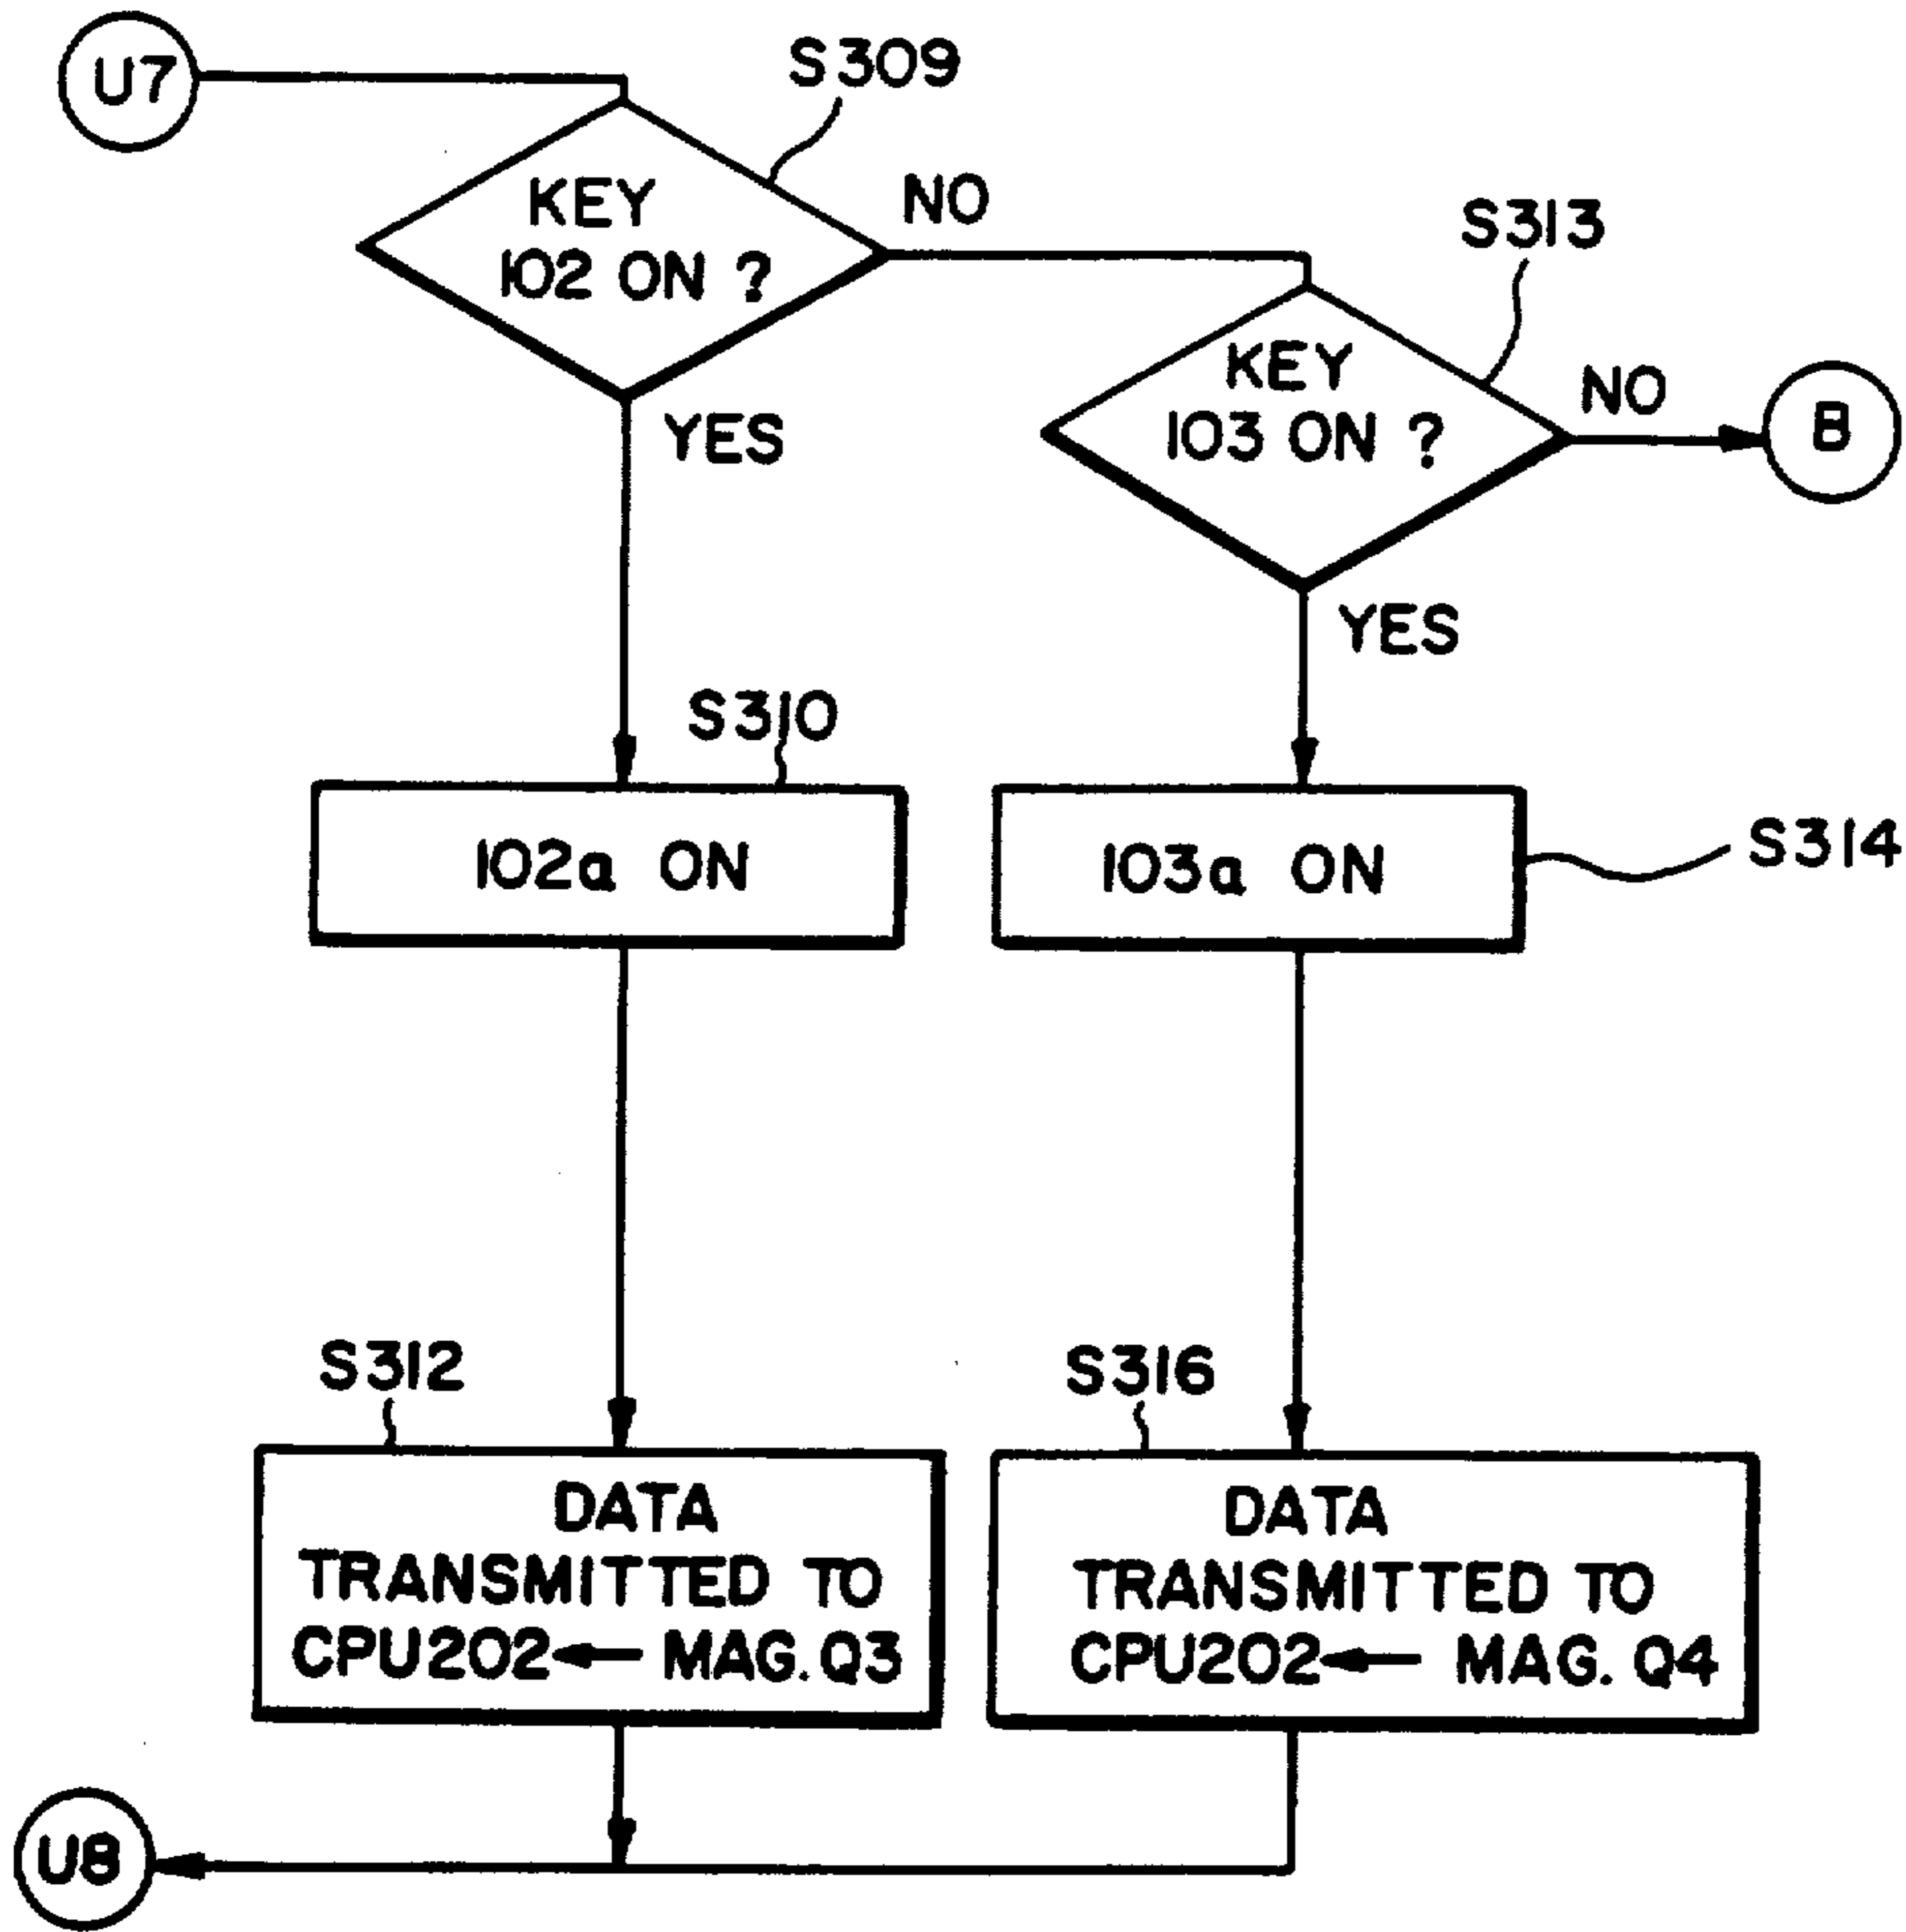 U7
S309
KEY
102 ON ?
NO
YES
S313
KEY
103 ON ?
NO
B
YES
S310
102a ON
103a ON
S314
S312
DATA
TRANSMITTED TO
CPU202 ← MAG. Q3
S316
DATA
TRANSMITTED TO
CPU202 ← MAG. Q4
U8